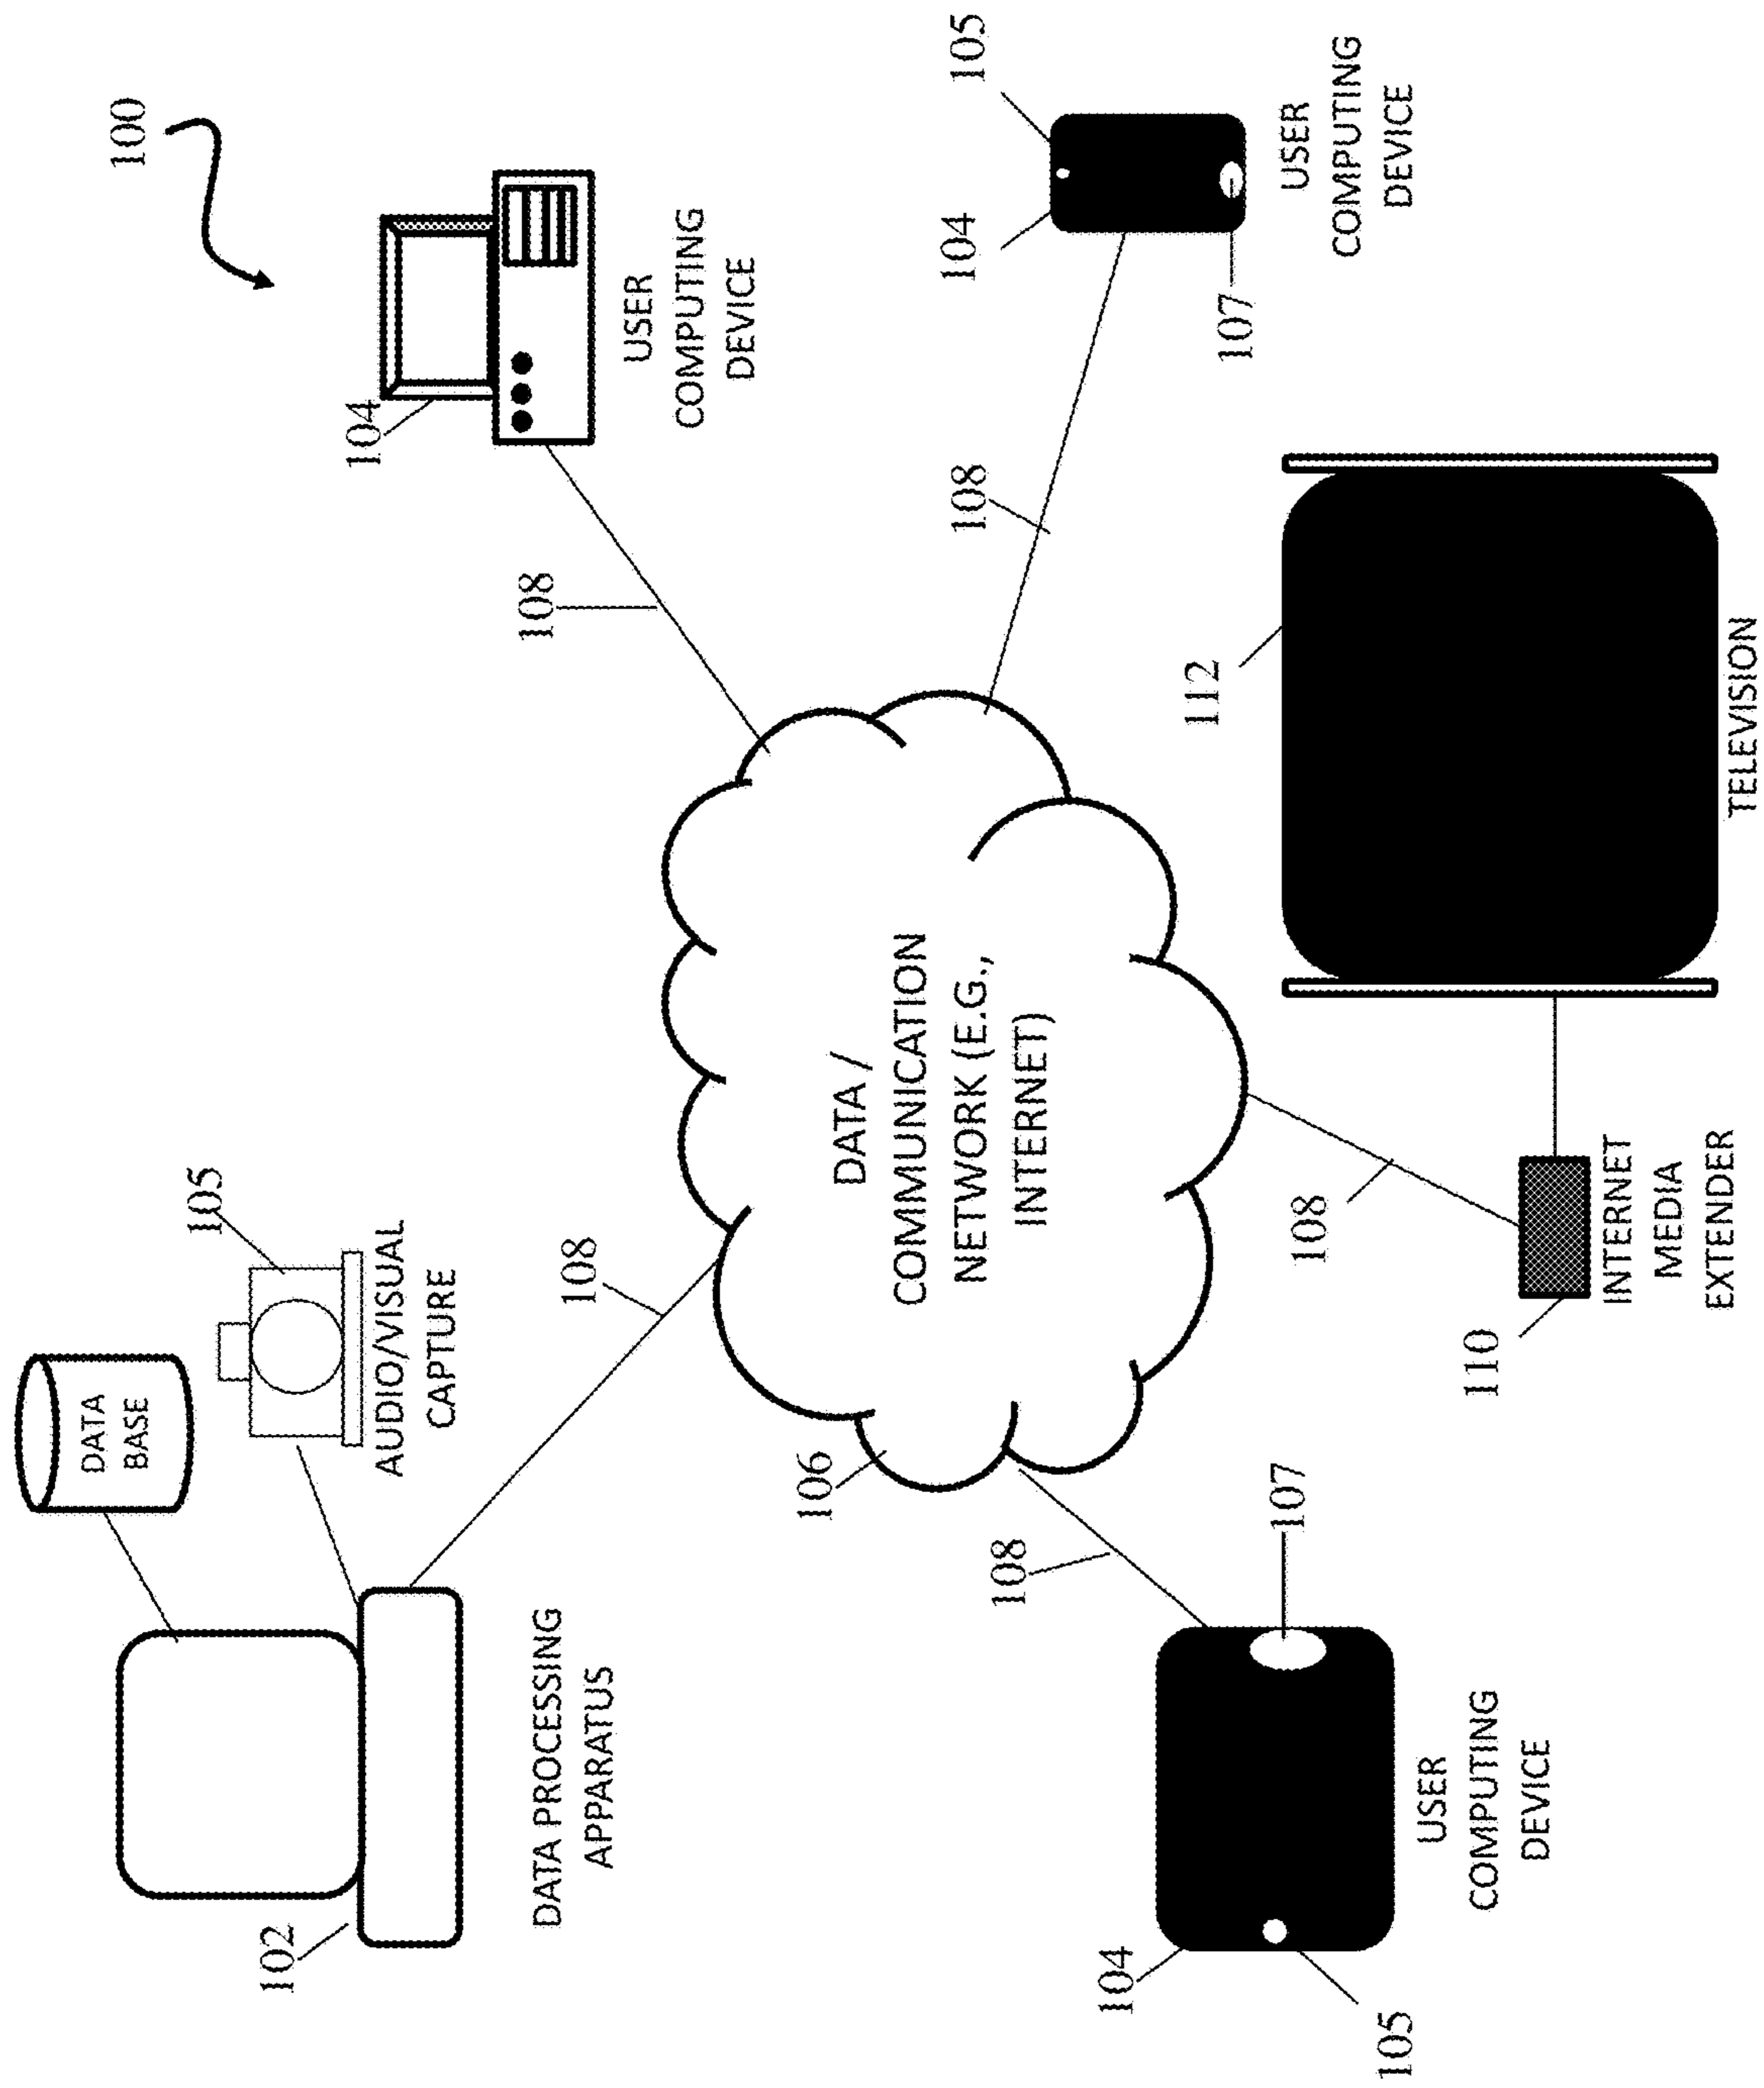 100
DATA
BASE
105
AUDIO/VISUAL
CAPTURE
102
DATA PROCESSING
APPARATUS
108
104
USER
COMPUTING
DEVICE
108
106
DATA /
COMMUNICATION
NETWORK (E.G.,
INTERNET)
108
104
105
107
USER
COMPUTING
DEVICE
108
107
104
105
USER
COMPUTING
DEVICE
108
110
INTERNET
MEDIA
EXTENDER
112
TELEVISION